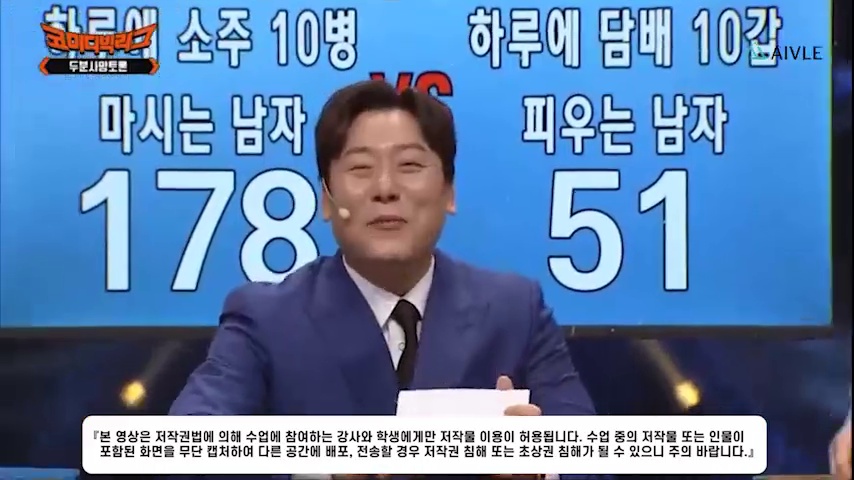 코미디빅리그
두분사망토론
하루에 소주 10병
하루에 담배 10갑
AIVLE
VS
마시는 남자
피우는 남자
178
51
『본 영상은 저작권법에 의해 수업에 참여하는 강사와 학생에게만 저작물 이용이 허용됩니다. 수업 중의 저작물 또는 인물이
포함된 화면을 무단 캡처하여 다른 공간에 배포, 전송할 경우 저작권 침해 또는 초상권 침해가 될 수 있으니 주의 바랍니다.』